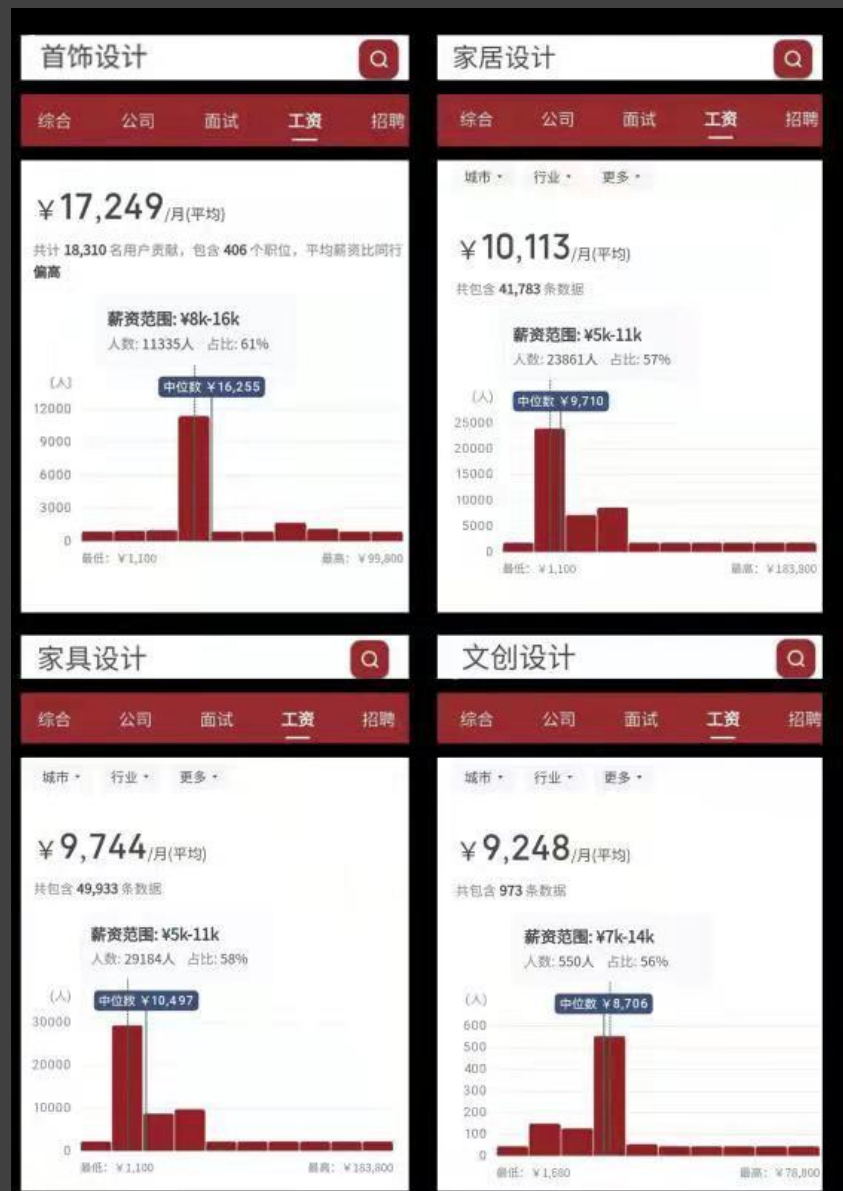 首饰设计
综合 公司 面试 工资 招聘
￥17,249/月(平均)
共计 18,310 名用户贡献，包含 406 个职位，平均薪资比同行
偏高
薪资范围: ¥8k-16k
人数: 11335人 占比: 61%
中位数 ￥16,255
(人)
12000
9000
6000
3000
0
最低: ￥1,100 最高: ￥99,800
家居设计
综合 公司 面试 工资 招聘
城市 行业 更多
￥10,113/月(平均)
共包含 41,783 条数据
薪资范围: ¥5k-11k
人数: 23861人 占比: 57%
中位数 ￥9,710
(人)
25000
20000
15000
10000
5000
0
最低: ￥1,100 最高: ￥183,800
家具设计
综合 公司 面试 工资 招聘
城市 行业 更多
￥9,744/月(平均)
共包含 49,933 条数据
薪资范围: ¥5k-11k
人数: 29184人 占比: 58%
中位数 ￥10,497
(人)
30000
20000
10000
0
最低: ￥1,100 最高: ￥183,800
文创设计
综合 公司 面试 工资 招聘
城市 行业 更多
￥9,248/月(平均)
共包含 973 条数据
薪资范围: ¥7k-14k
人数: 550人 占比: 56%
中位数 ￥8,706
(人)
600
500
400
300
200
100
0
最低: ￥1,680 最高: ￥78,800